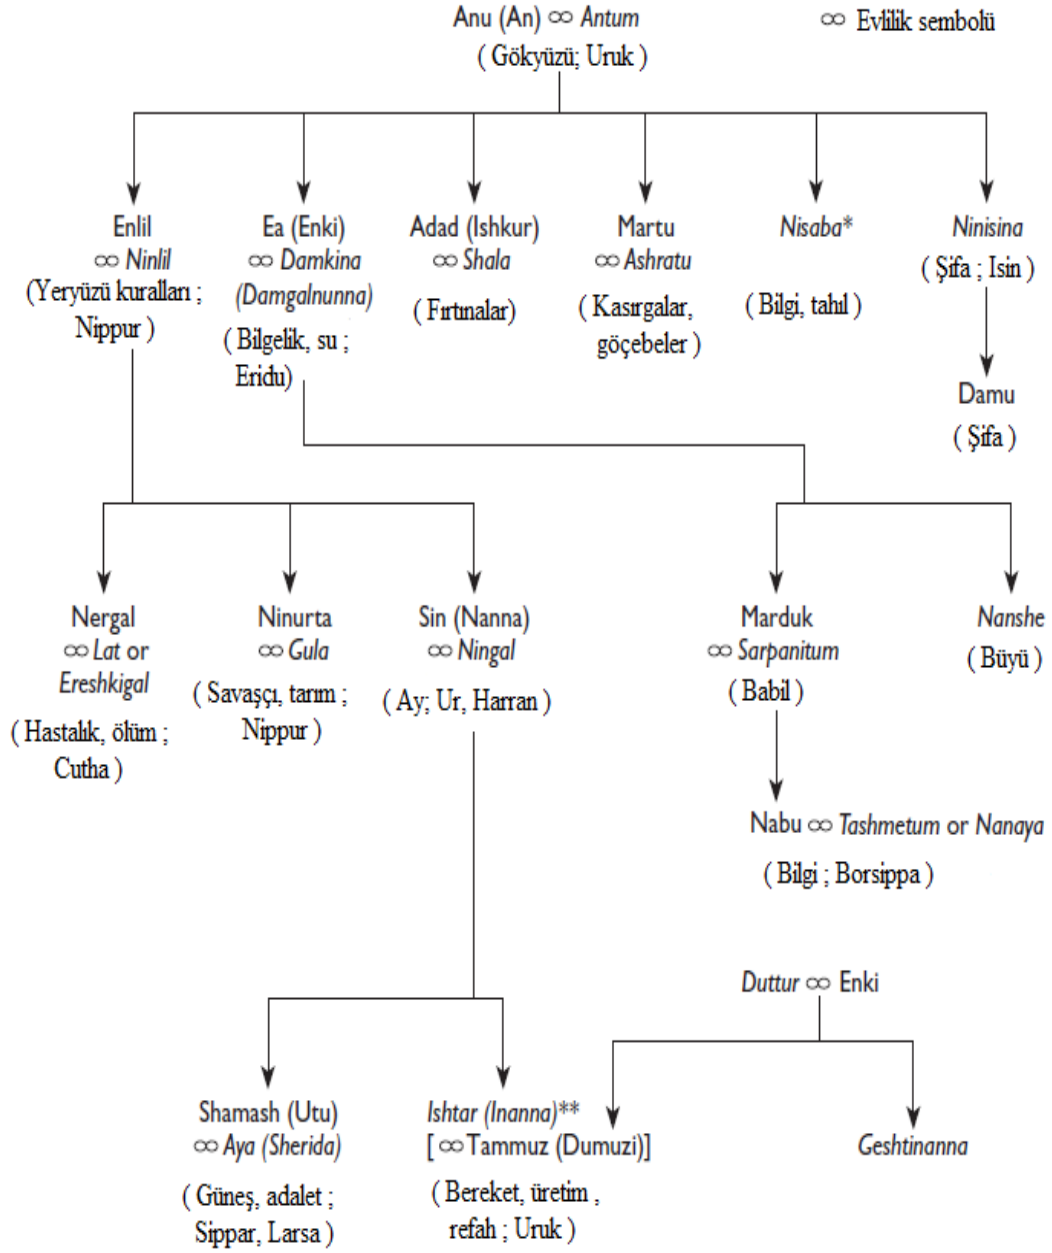 Anu (An) ∞ Antum
∞ Evlilik sembolü
( Gökyüzü; Uruk )
Enlil
∞ Ninlil
(Yeryüzü kuralları ;
Nippur )
Ea (Enki)
∞ Damkina
(Damgalnunna)
( Bilgelik, su ;
Eridu)
Adad (Ishkur)
∞ Shala
( Fırtınalar)
Martu
∞ Ashratu
( Kasırgalar,
göçebeler )
Nisaba*
( Bilgi, tahıl )
Ninisina
( Şifa ; Isin )
Damu
( Şifa )
Nergal
∞ Lat or
Ereshkigal
( Hastalık, ölüm ;
Cutha )
Ninurta
∞ Gula
( Savaşçı, tarım ;
Nippur )
Sin (Nanna)
∞ Ningal
( Ay; Ur, Harran )
Marduk
∞ Sarpanitum
( Babil )
Nanshe
( Büyü )
Nabu ∞ Tashmetum or Nanaya
( Bilgi ; Borsippa )
Duttur ∞ Enki
Shamash (Utu)
∞ Aya (Sherida)
( Güneş, adalet ;
Sippar, Larsa )
Ishtar (Inanna)**
[ ∞ Tammuz (Dumuzi)]
( Bereket, üretim ,
refah ; Uruk )
Geshtinanna